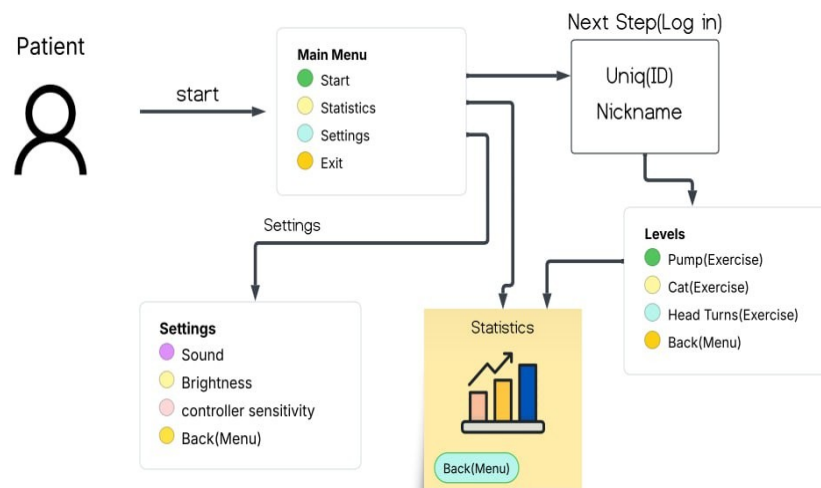 Patient
start
Main Menu
Start
Statistics
Settings
Exit
Next Step(Log in)
Uniq(ID)
Nickname
Settings
Levels
Pump(Exercise)
Cat(Exercise)
Head Turns(Exercise)
Back(Menu)
Settings
Sound
Brightness
controller sensitivity
Back(Menu)
Statistics
Back(Menu)